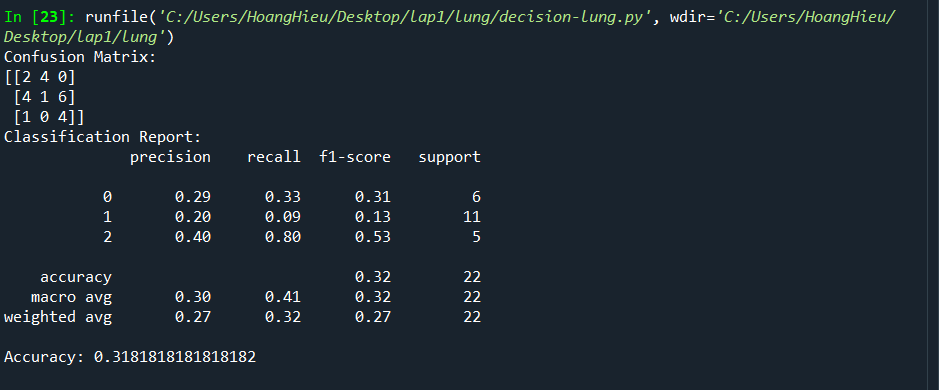 In [23]: runfile('C:/Users/HoangHieu/Desktop/lap1/lung/decision-lung.py', wdir='C:/Users/HoangHieu/
Desktop/lap1/lung')
Confusion Matrix:
[[2 4 0]
 [4 1 6]
 [1 0 4]]
Classification Report:
              precision    recall  f1-score   support

           0       0.29      0.33      0.31         6
           1       0.20      0.09      0.13        11
           2       0.40      0.80      0.53         5

    accuracy                           0.32        22
   macro avg       0.30      0.41      0.32        22
weighted avg       0.27      0.32      0.27        22

Accuracy: 0.3181818181818182